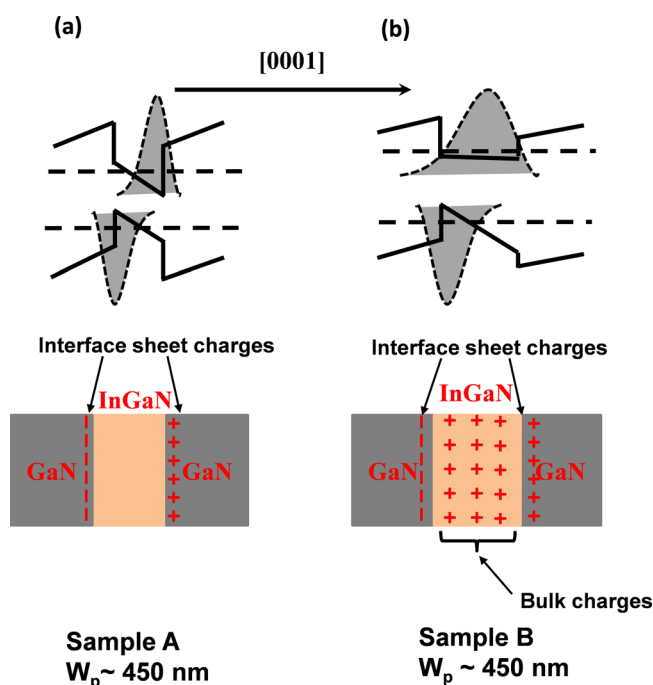 (a)
(b)
[0001]
Interface sheet charges
Interface sheet charges
InGaN
InGaN
GaN
GaN
GaN
GaN
Bulk charges
Sample A
Wp~ 450 nm
Sample B
Wp ~ 450 nm